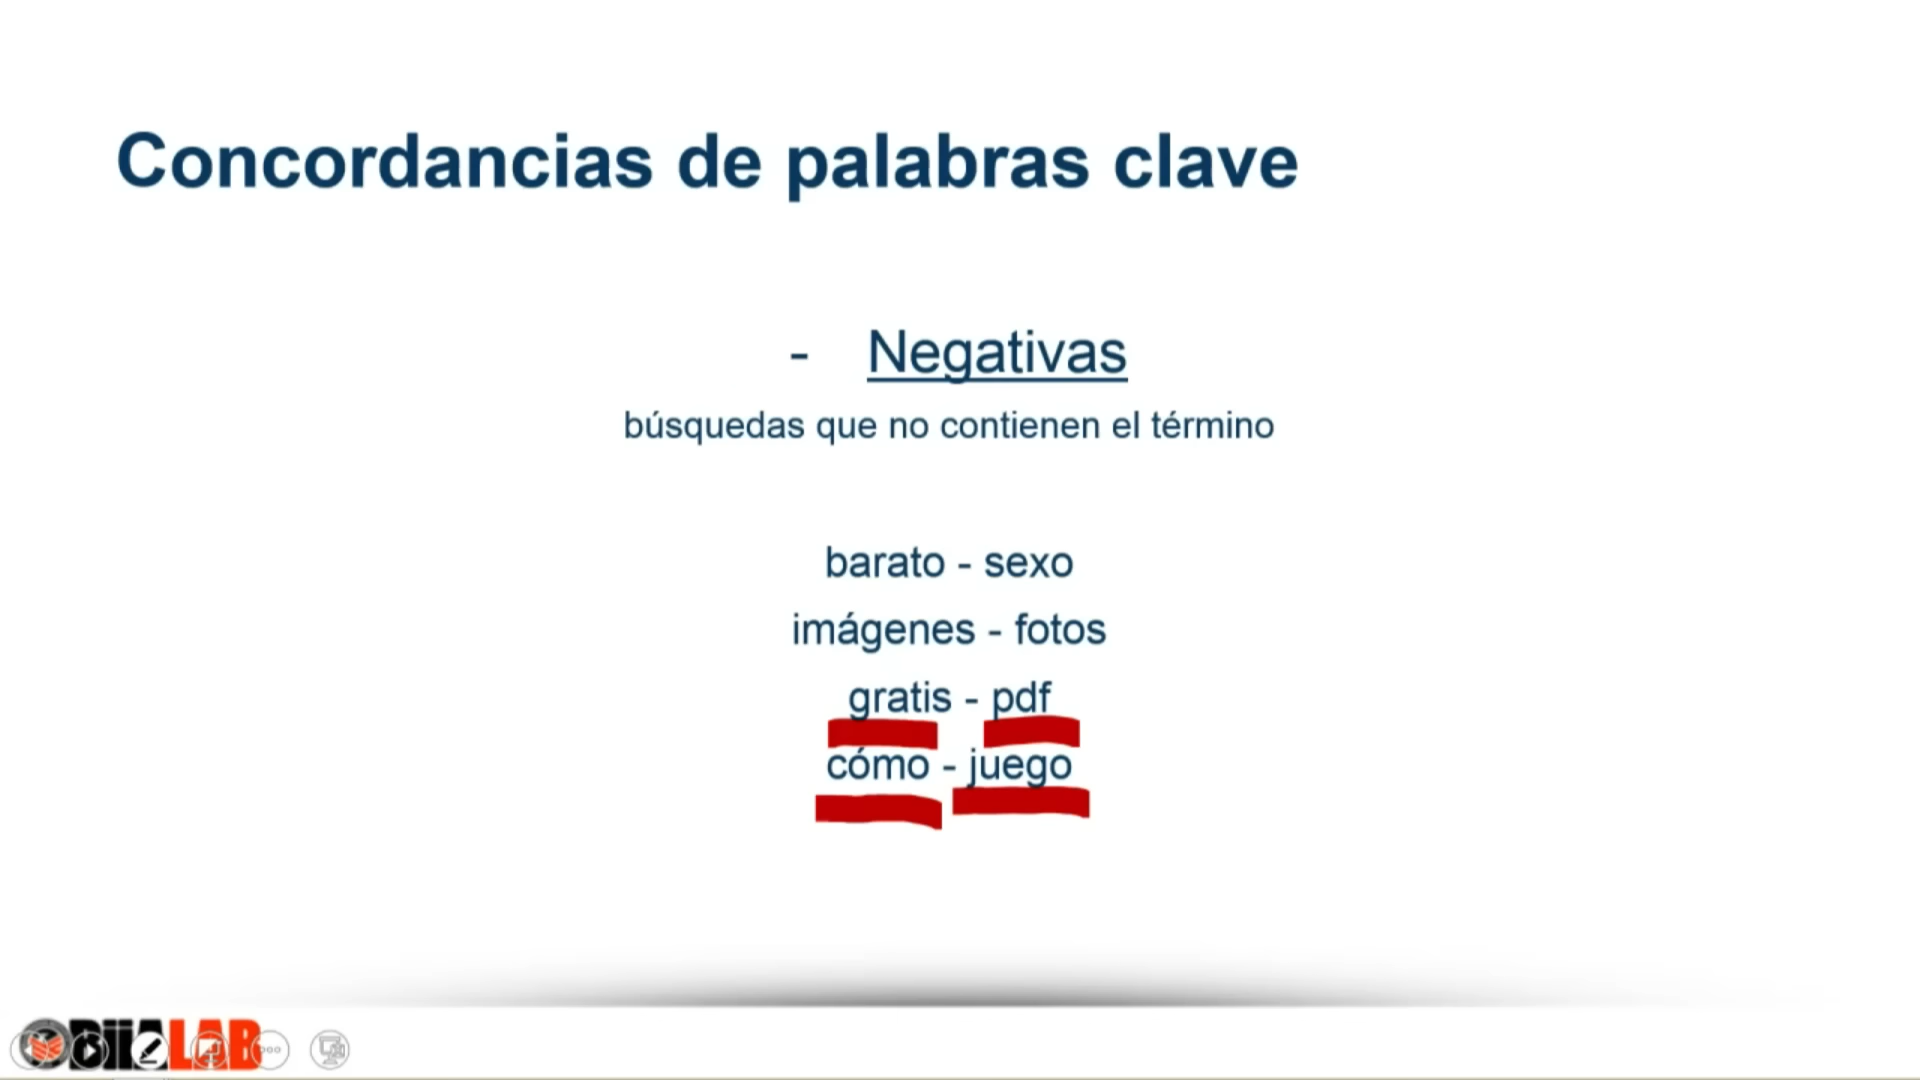 Concordancias de palabras clave
- Negativas
búsquedas que no contienen el término
barato - sexo
imágenes - fotos
gratis - pdf
cómo - juego
BIIALAB